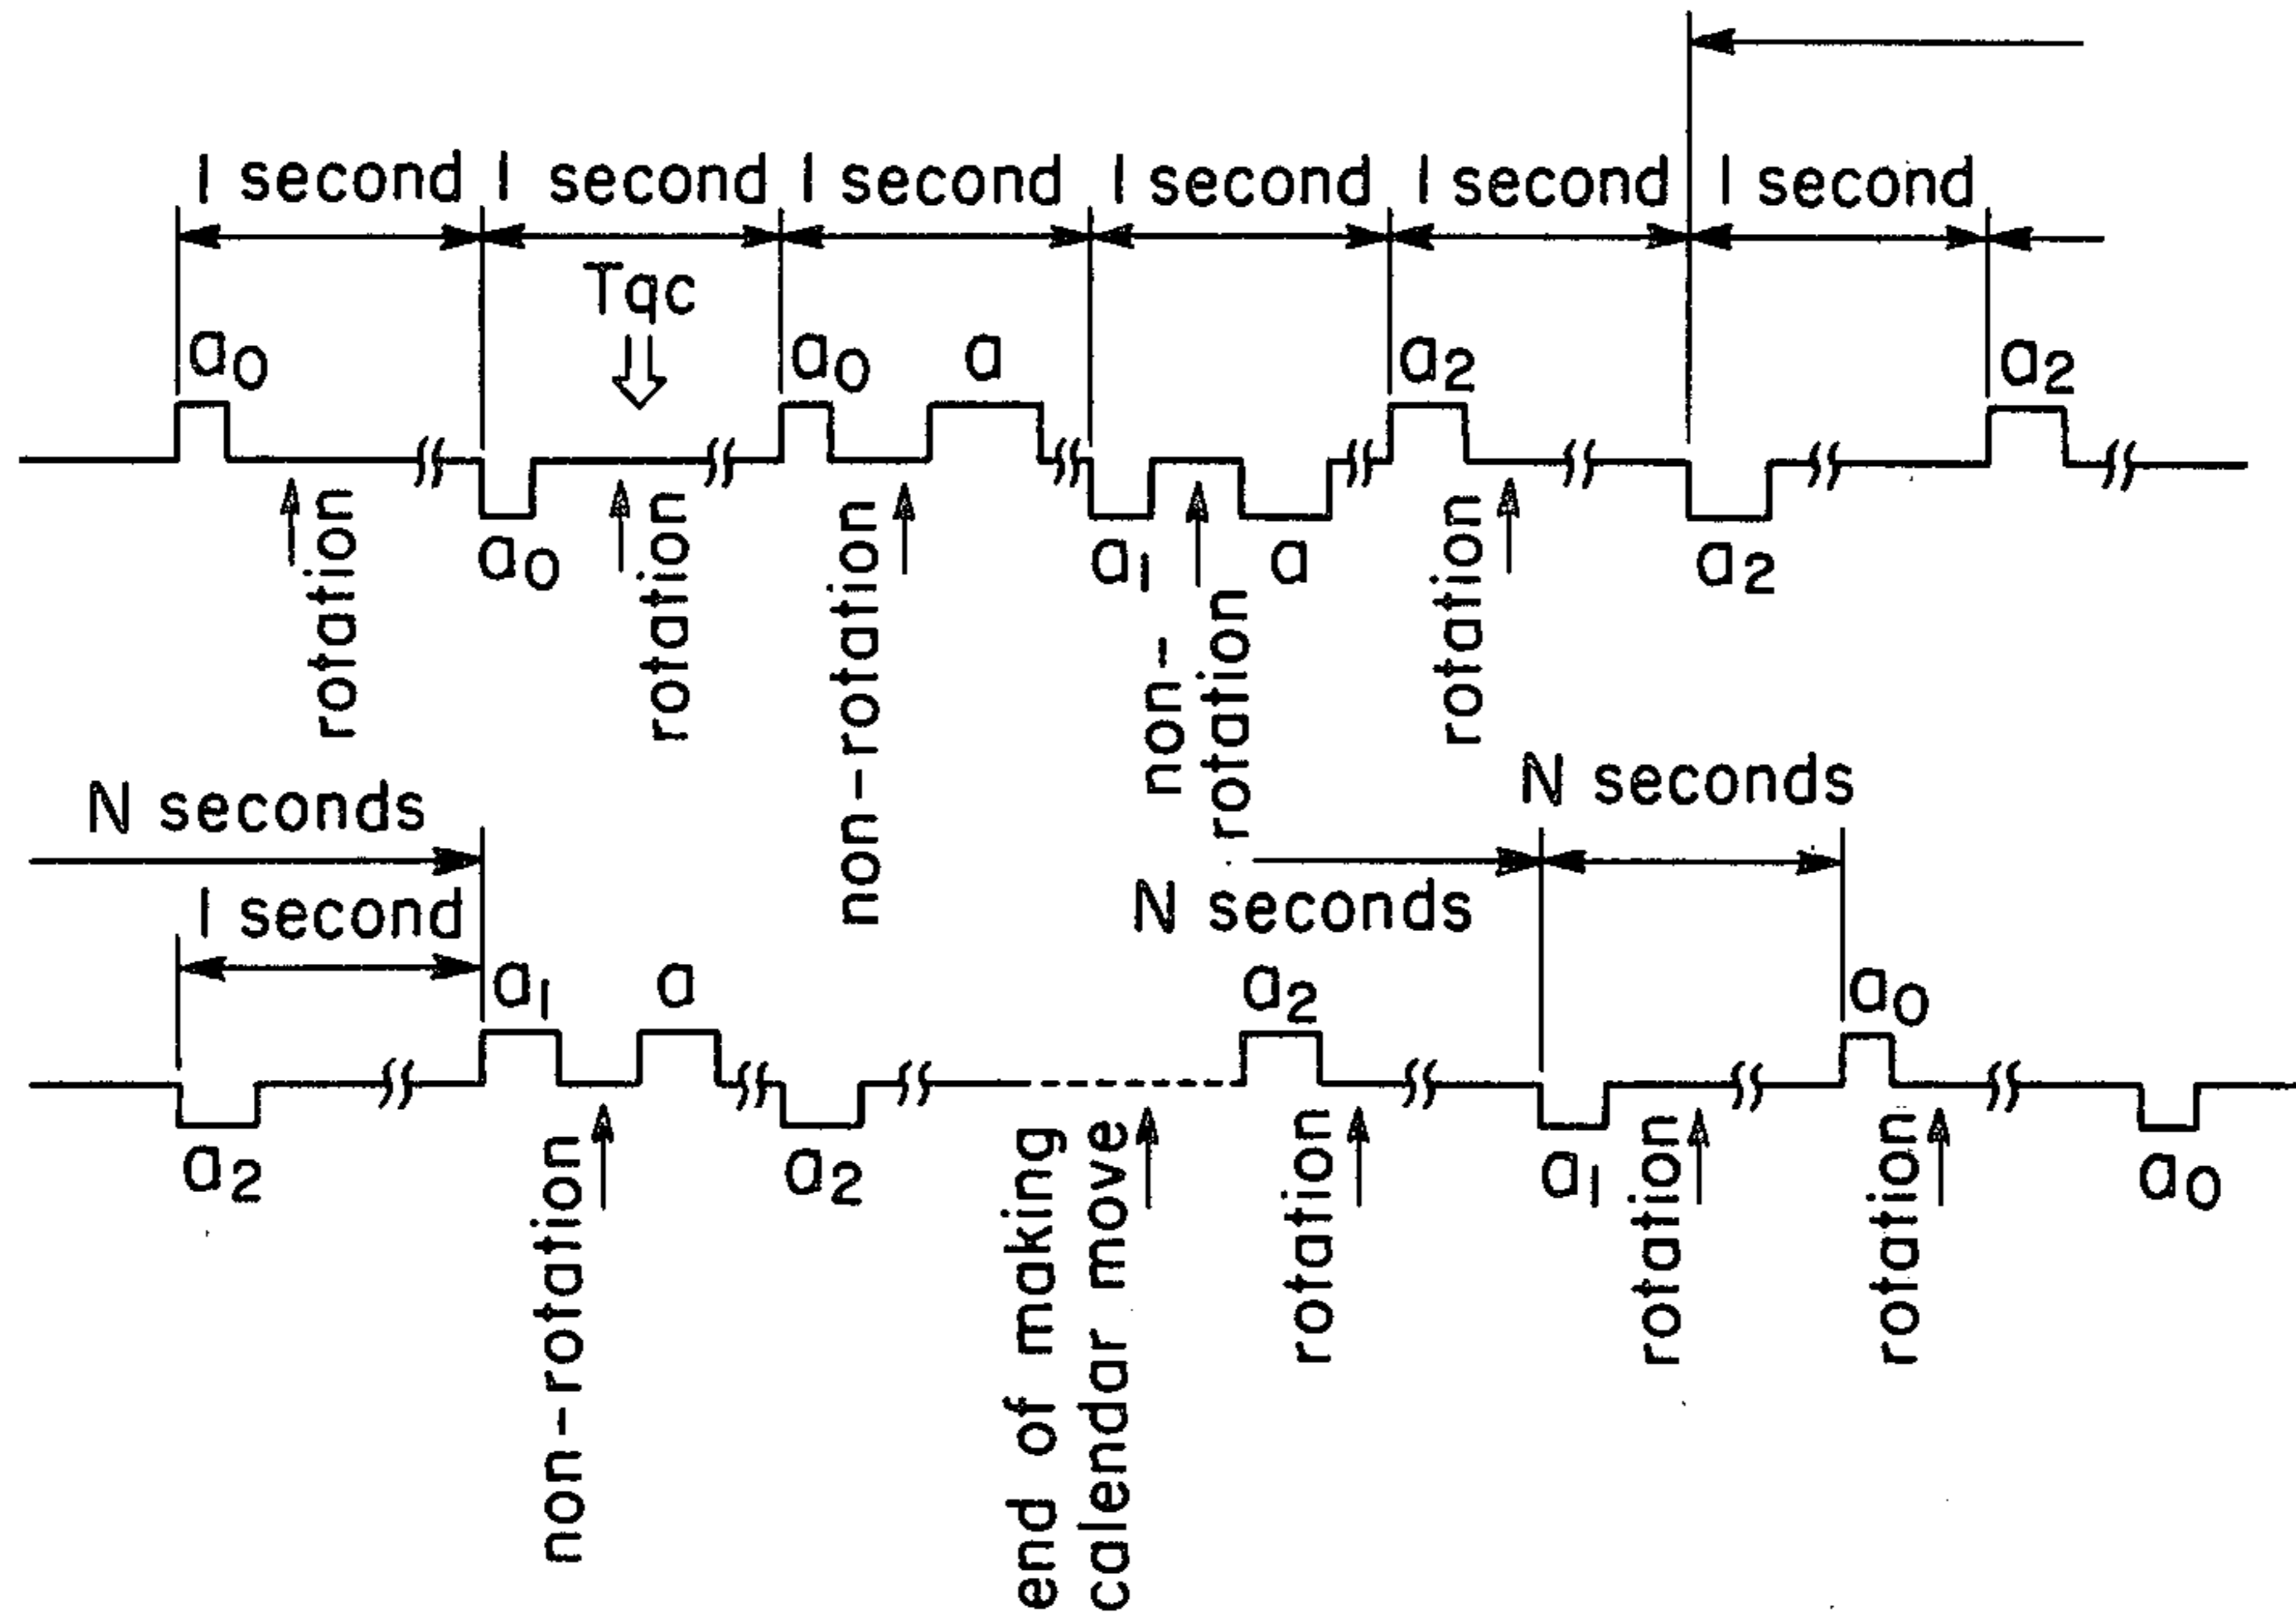 1 second 1 second 1 second 1 second 1 second 1 second
Tqc
a0 a0 a a2 a2
a0 a1 a a2
rotation
rotation
non-rotation
non-
rotation
rotation
N seconds
N seconds
1 second
N seconds
a1 a a2 a0
a2 a2 a1 a0
non-rotation
end of making
calendar move
rotation
rotation
rotation